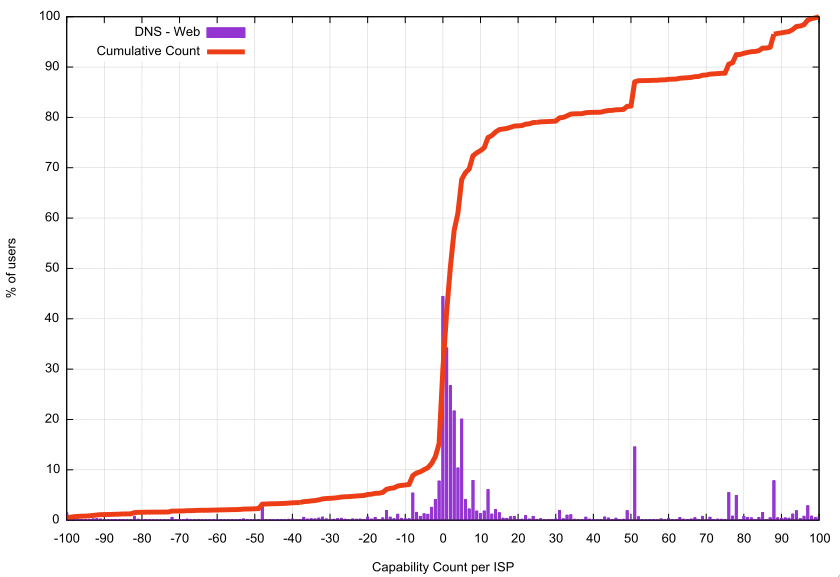 DNS - Web
Cumulative Count
% of users
100
90
80
70
60
50
40
30
20
10
0
-100 -90 -80 -70 -60 -50 -40 -30 -20 -10 0 10 20 30 40 50 60 70 80 90 100
Capability Count per ISP